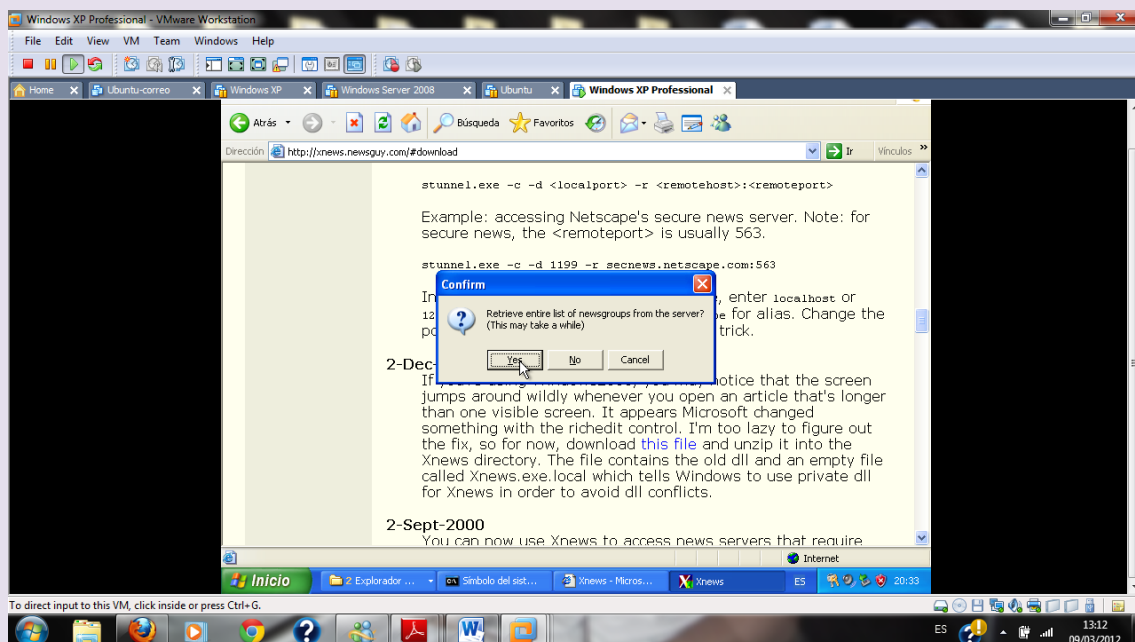 Windows XP Professional - VMware Workstation
File Edit View VM Team Windows Help
Home Ubuntu-correo Windows XP Windows Server 2008 Ubuntu Windows XP Professional
Atrás Búsqueda Favoritos
Dirección http://xnews.newsguy.com/#download Ir Vínculos
stunnel.exe -c -d <localport> -r <remotehost>:<remoteport>
Example: accessing Netscape's secure news server. Note: for
secure news, the <remoteport> is usually 563.
stunnel.exe -c -d 1199 -r secnews.netscape.com:563
Confirm
enter localhost or
Retrieve entire list of newsgroups from the server?
(This may take a while)
for alias. Change the
trick.
Yes No Cancel
2-Dec-
notice that the screen
jumps around wildly whenever you open an article that's longer
than one visible screen. It appears Microsoft changed
something with the richedit control. I'm too lazy to figure out
the fix, so for now, download this file and unzip it into the
Xnews directory. The file contains the old dll and an empty file
called Xnews.exe.local which tells Windows to use private dll
for Xnews in order to avoid dll conflicts.
2-Sept-2000
You can now use Xnews to access news servers that require
Internet
Inicio 2 Explorador ... Símbolo del sist... Xnews - Micros... Xnews ES 20:33
To direct input to this VM, click inside or press Ctrl+G.
ES 13:12
09/03/2012